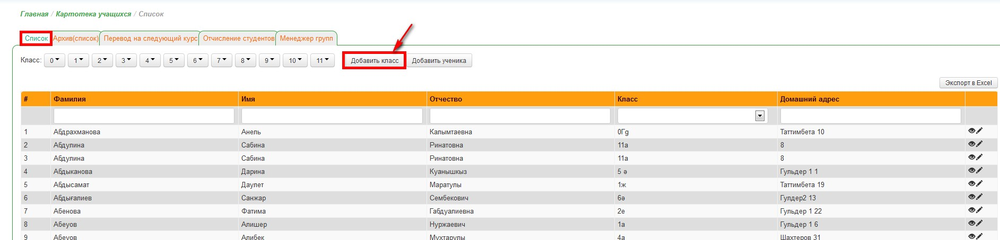 Главная / Картотека учащихся / Список
Список Архив(список) Перевод на следующий курс Отчисление студентов Менеджер групп
Класс: 0 1 2 3 4 5 6 7 8 9 10 11 Добавить класс Добавить ученика
Экспорт в Excel
# Фамилия Имя Отчество Класс Домашний адрес
1 Абдрахманова Анель Калымтаевна 0Гg Таттимбета 10
2 Абдулина Сабина Ринатовна 11а 8
3 Абдулина Сабина Ринатовна 11а 8
4 Абдыканова Дарина Куанышкыз 5 ә Гульдер 1 1
5 Абдысамат Даулет Маратулы 1ж Таттимбета 19
6 Абдығалиев Санжар Сембекович 6ә Гулдер2 13
7 Абенова Фатима Габдуалиевна 2е Гульдер 1 22
8 Абеуов Алишер Нуржаевич 1а Гульдер 1 6
9 Абеуов Алибек Мухтарулы 4а Шахтеров 31